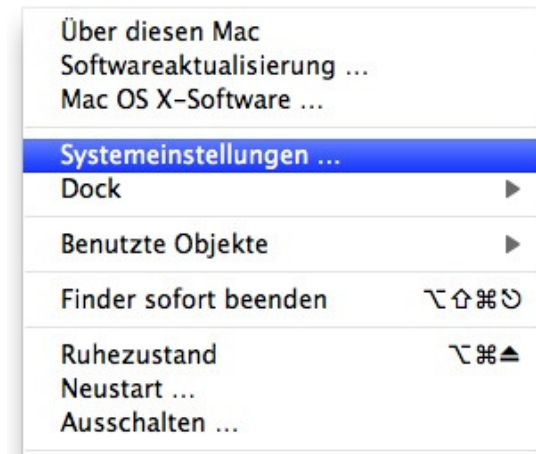 Über diesen Mac
Softwareaktualisierung ...
Mac OS X-Software ...
Systemeinstellungen ...
Dock ▶
Benutzte Objekte ▶
Finder sofort beenden ⌥⇧⌘⎋
Ruhezustand ⌥⌘⏏
Neustart ...
Ausschalten ...